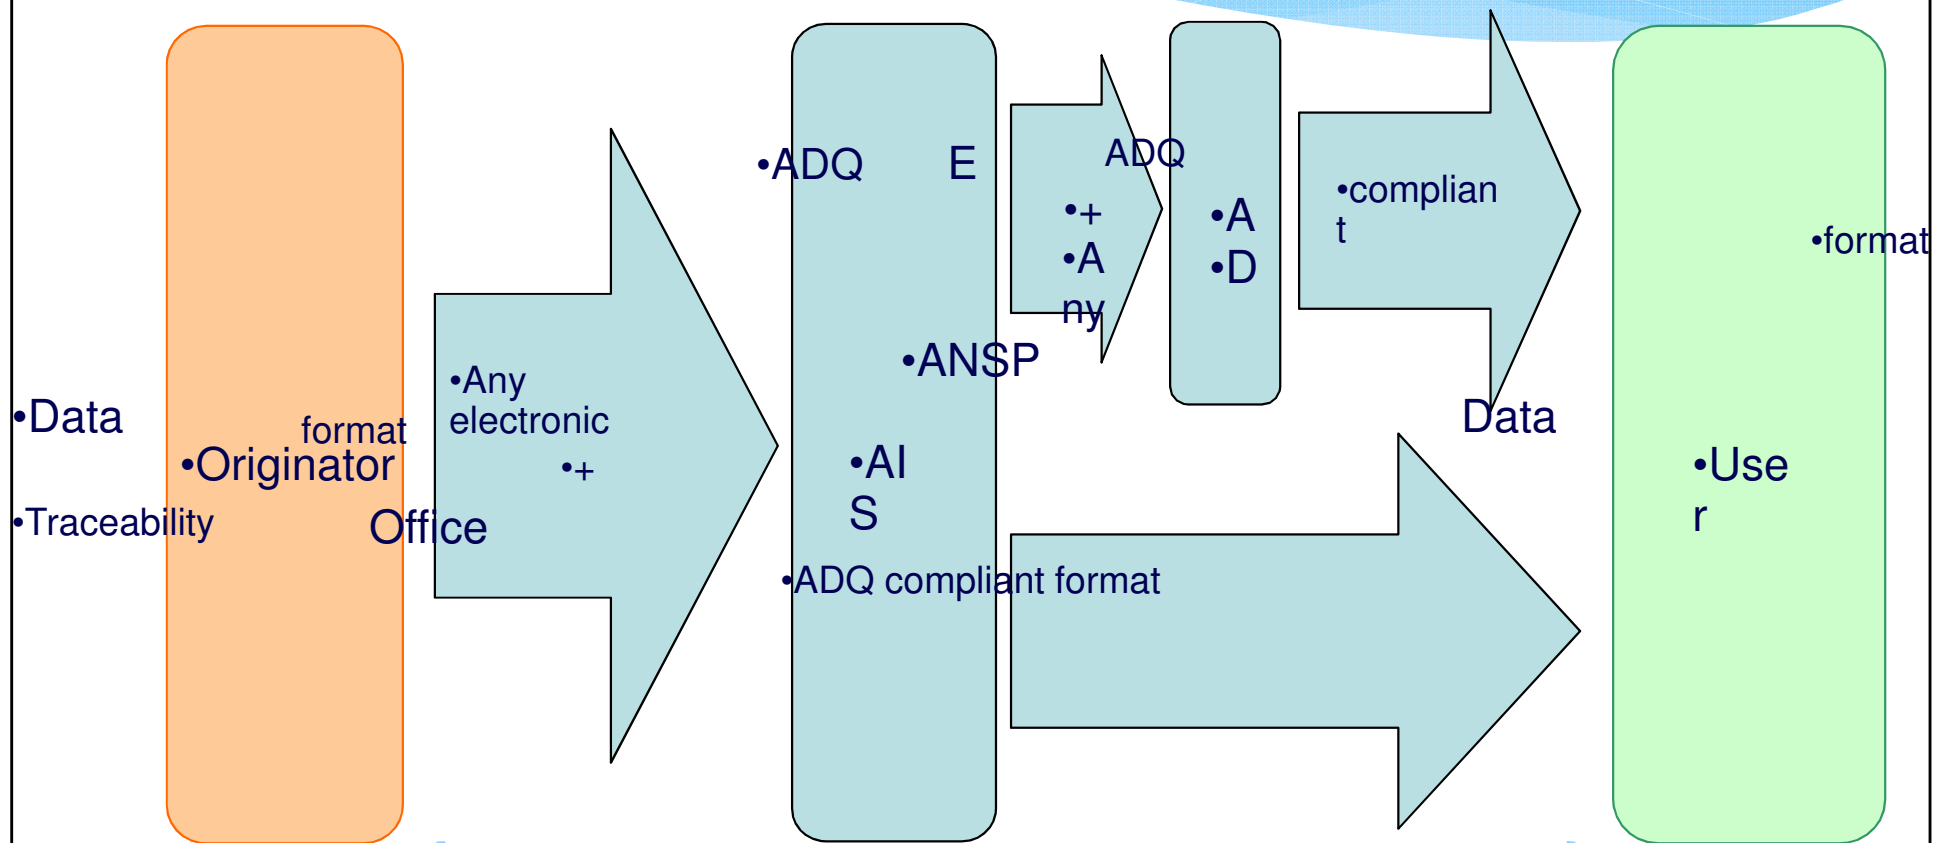 •Data
•Originator
•Traceability
format
Office
•Any
electronic
•+
•ADQ E
•ANSP
•AI
S
•ADQ compliant format
ADQ
•+
•A
ny
•A
•D
•complian
t
Data
•format
•Use
r